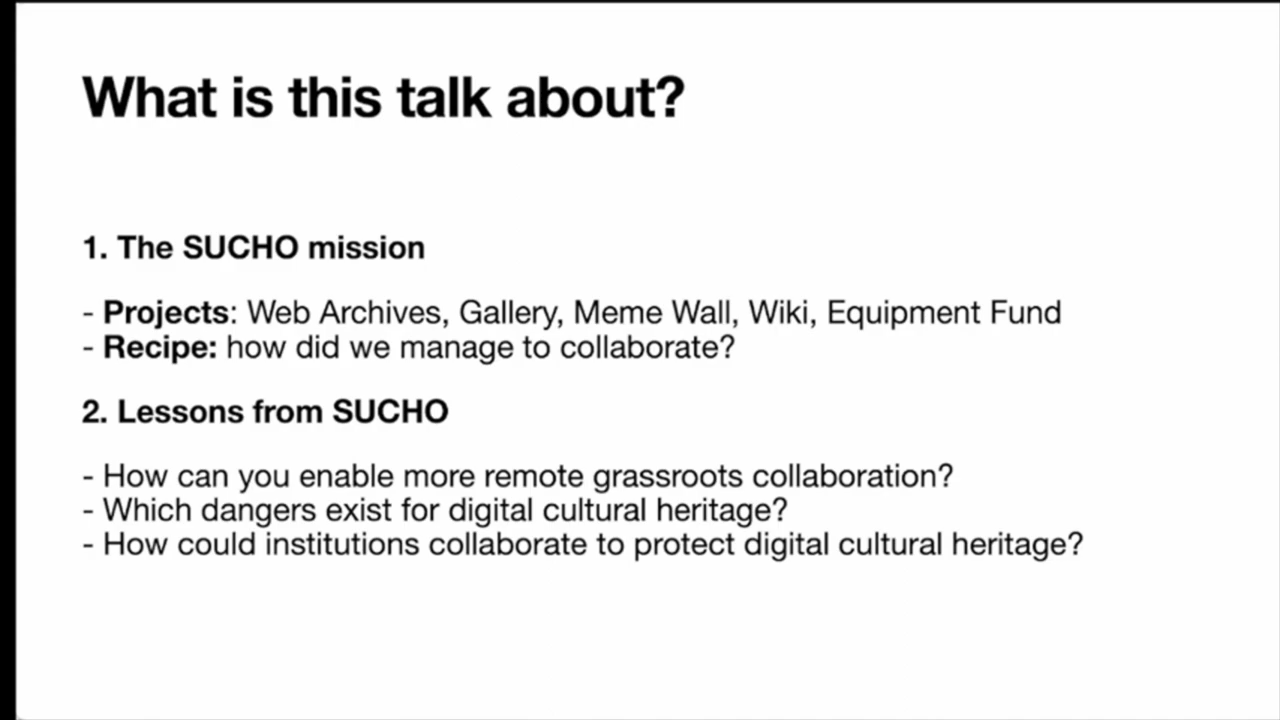 What is this talk about?
1. The SUCHO mission
- Projects: Web Archives, Gallery, Meme Wall, Wiki, Equipment Fund
- Recipe: how did we manage to collaborate?
2. Lessons from SUCHO
- How can you enable more remote grassroots collaboration?
- Which dangers exist for digital cultural heritage?
- How could institutions collaborate to protect digital cultural heritage?